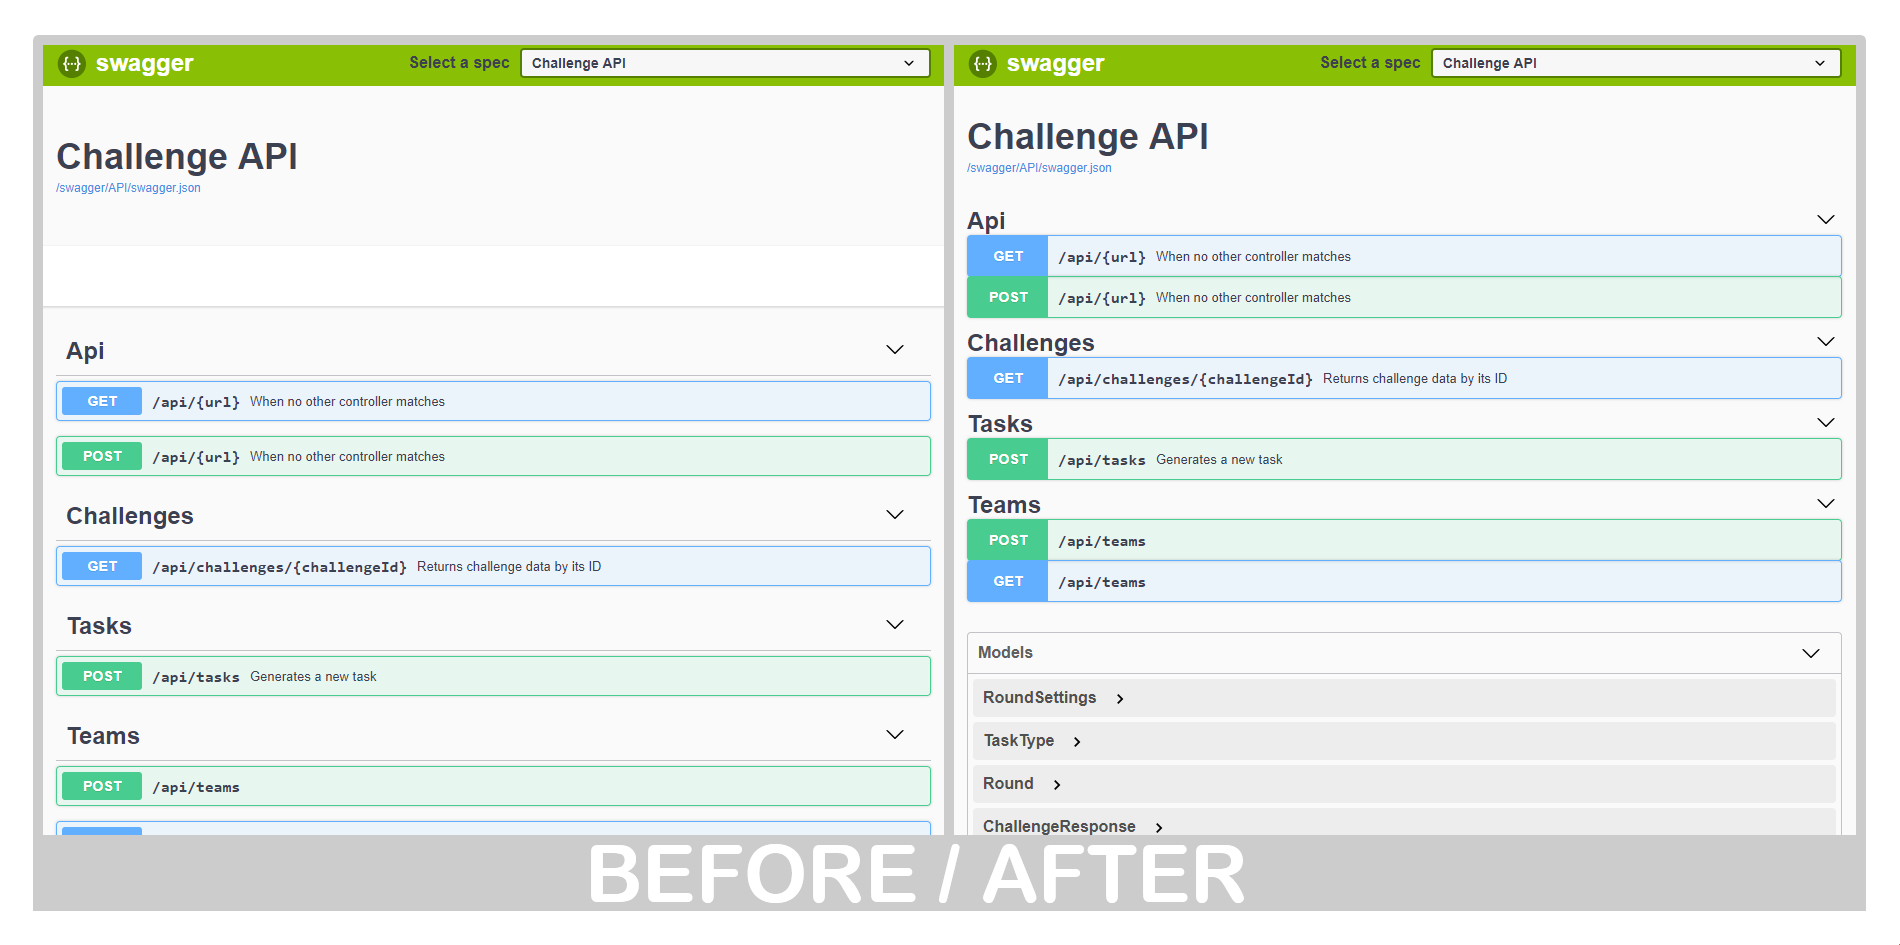 swagger
Select a spec
Challenge API
Challenge API
/swagger/API/swagger.json
Api
GET /api/{url} When no other controller matches
POST /api/{url} When no other controller matches
Challenges
GET /api/challenges/{challengeId} Returns challenge data by its ID
Tasks
POST /api/tasks Generates a new task
Teams
POST /api/teams
swagger
Select a spec
Challenge API
Challenge API
/swagger/API/swagger.json
Api
GET /api/{url} When no other controller matches
POST /api/{url} When no other controller matches
Challenges
GET /api/challenges/{challengeId} Returns challenge data by its ID
Tasks
POST /api/tasks Generates a new task
Teams
POST /api/teams
GET /api/teams
Models
RoundSettings
TaskType
Round
ChallengeResponse
BEFORE / AFTER